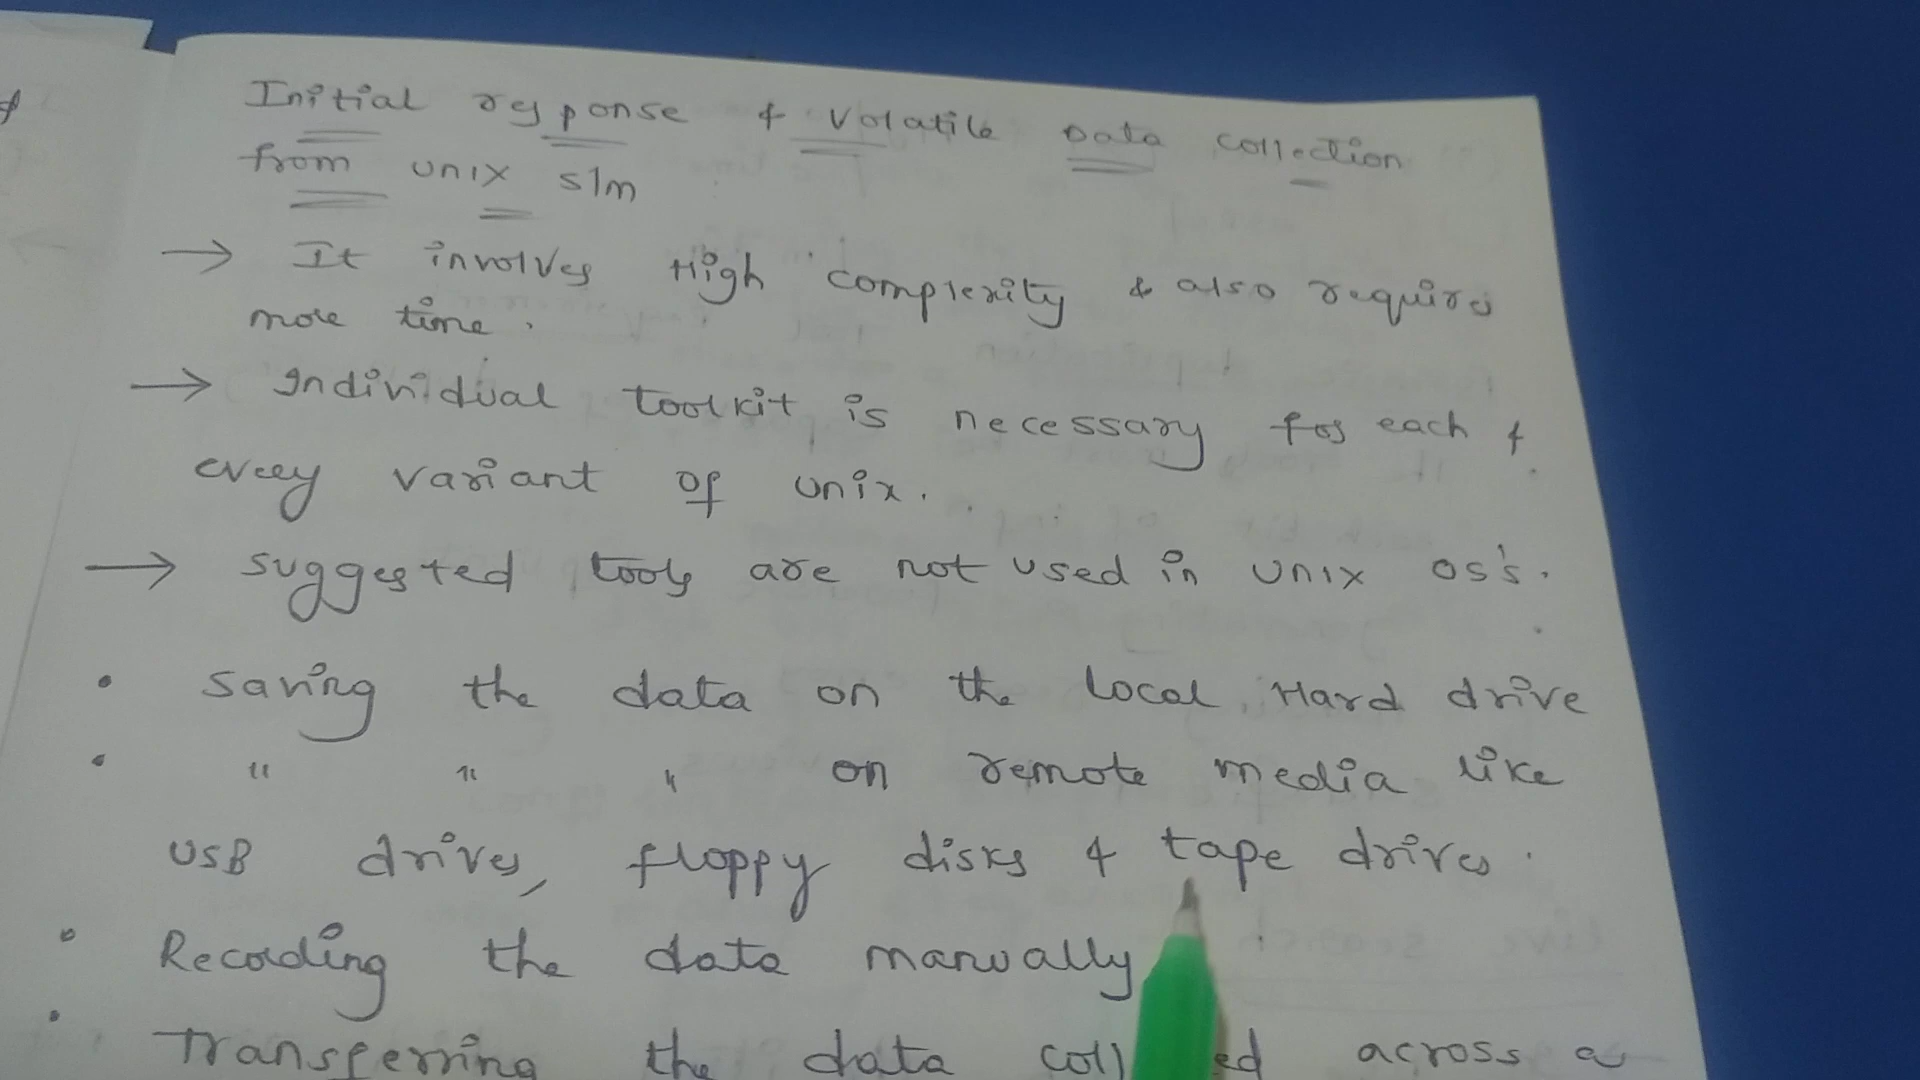 Initial response & Volatile Data collection
from Unix s/m
→ It involves High complexity & also requires
more time.
→ Individual toolkit is necessary for each &
every variant of Unix.
→ Suggested tools are not used in Unix OS's.
• Saving the data on the Local Hard drive
• " " " on remote media like
USB drives, floppy disks & tape drives.
• Recording the data manually
• Transferring the data across a